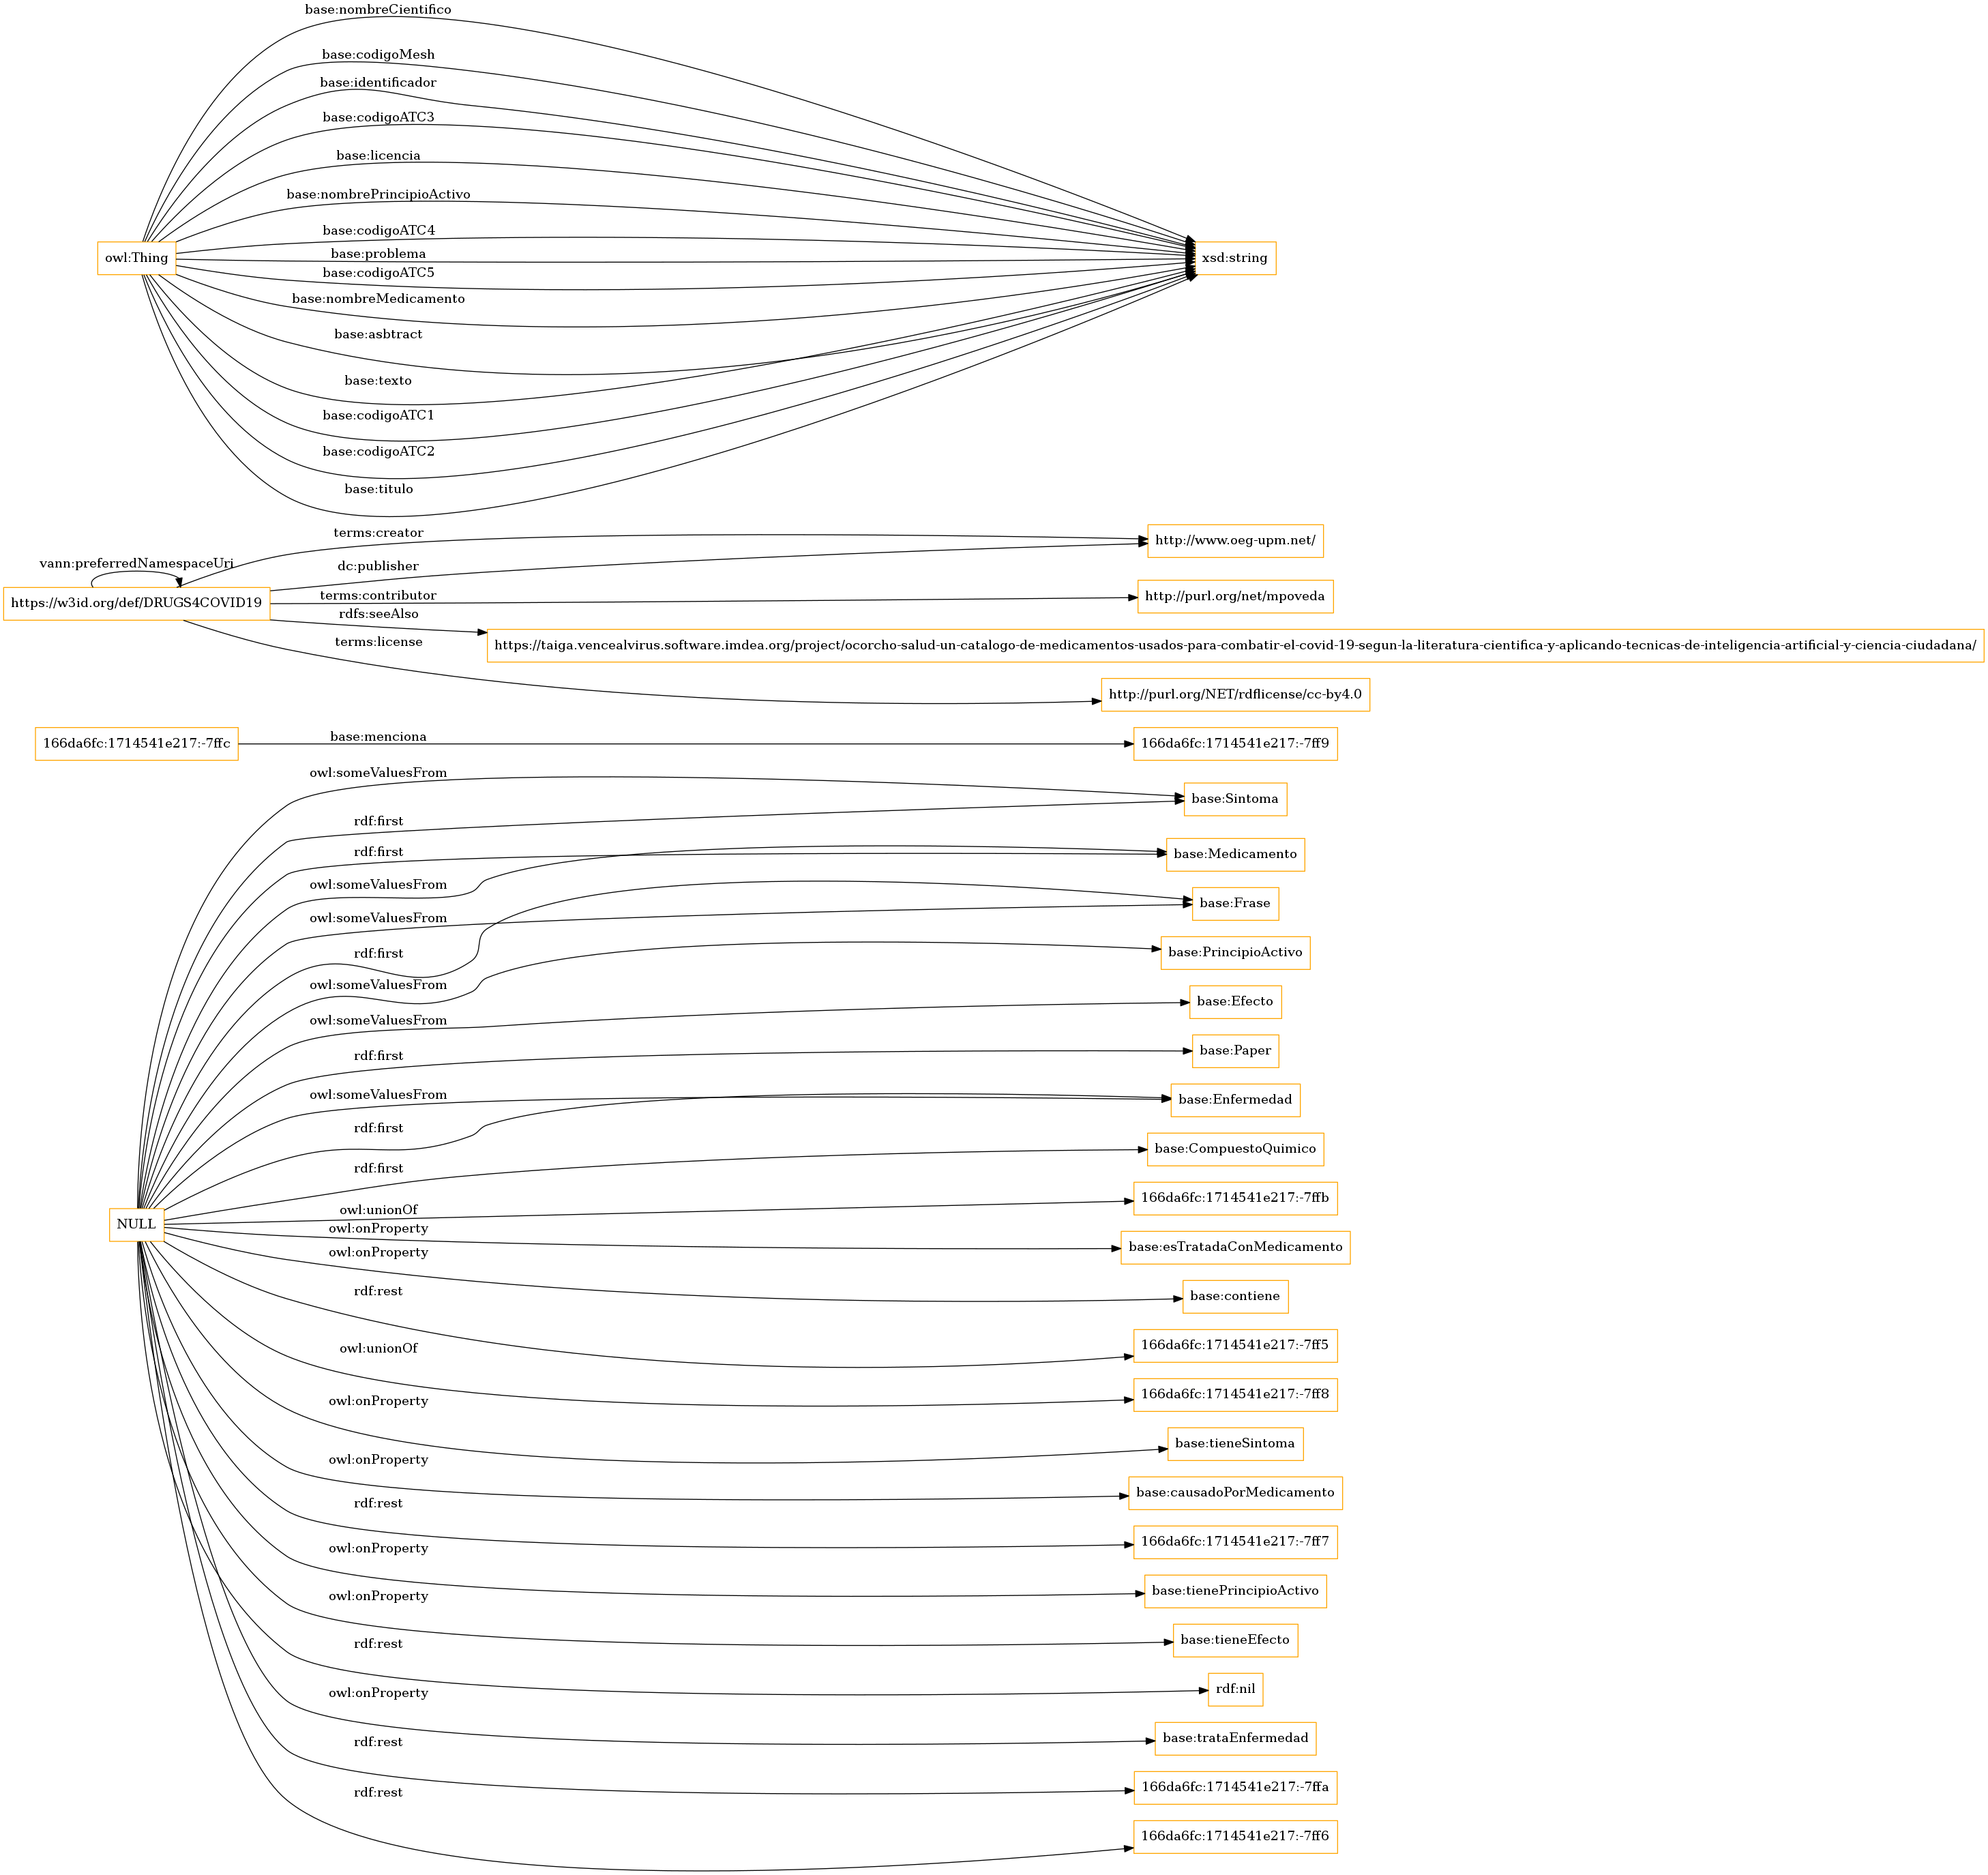 base:nombreCientifico
base:codigoMesh
base:identificador
base:codigoATC3
base:licencia
base:nombrePrincipioActivo
base:codigoATC4
base:problema
owl:Thing
xsd:string
base:codigoATC5
base:nombreMedicamento
base:asbtract
base:texto
base:codigoATC1
base:codigoATC2
base:titulo
terms:creator
http://www.oeg-upm.net/
vann:preferredNamespaceUri
dc:publisher
https://w3id.org/def/DRUGS4COVID19
terms:contributor
http://purl.org/net/mpoveda
rdfs:seeAlso
https://taiga.vencealvirus.software.imdea.org/project/ocorcho-salud-un-catalogo-de-medicamentos-usados-para-combatir-el-covid-19-segun-la-literatura-cientifica-y-aplicando-tecnicas-de-inteligencia-artificial-y-ciencia-ciudadana/
terms:license
http://purl.org/NET/rdflicense/cc-by4.0
166da6fc:1714541e217:-7ffc
base:menciona
166da6fc:1714541e217:-7ff9
owl:someValuesFrom
base:Sintoma
rdf:first
rdf:first
base:Medicamento
owl:someValuesFrom
base:Frase
owl:someValuesFrom
rdf:first
base:PrincipioActivo
owl:someValuesFrom
base:Efecto
owl:someValuesFrom
base:Paper
rdf:first
owl:someValuesFrom
base:Enfermedad
rdf:first
base:CompuestoQuimico
rdf:first
166da6fc:1714541e217:-7ffb
owl:unionOf
NULL
owl:onProperty
base:esTratadaConMedicamento
owl:onProperty
base:contiene
rdf:rest
166da6fc:1714541e217:-7ff5
owl:unionOf
166da6fc:1714541e217:-7ff8
owl:onProperty
base:tieneSintoma
owl:onProperty
base:causadoPorMedicamento
rdf:rest
166da6fc:1714541e217:-7ff7
owl:onProperty
base:tienePrincipioActivo
owl:onProperty
base:tieneEfecto
rdf:rest
rdf:nil
owl:onProperty
base:trataEnfermedad
rdf:rest
166da6fc:1714541e217:-7ffa
rdf:rest
166da6fc:1714541e217:-7ff6